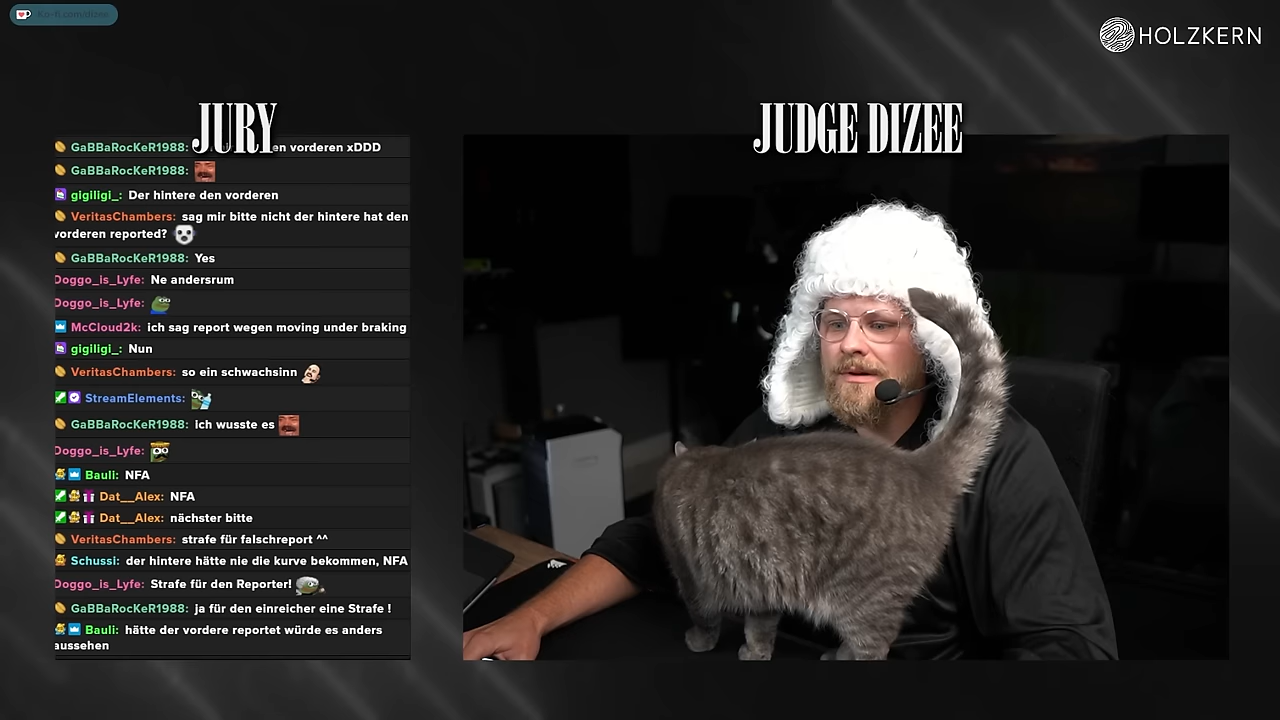 Ko-fi.com/dizee
HOLZKERN
JURY
JUDGE DIZEE
GaBBaRocKeR1988: en vorderen xDDD
GaBBaRocKeR1988:
gigiligi_: Der hintere den vorderen
VeritasChambers: sag mir bitte nicht der hintere hat den
vorderen reported?
GaBBaRocKeR1988: Yes
Doggo_is_Lyfe: Ne andersrum
Doggo_is_Lyfe:
McCloud2k: ich sag report wegen moving under braking
gigiligi_: Nun
VeritasChambers: so ein schwachsinn
StreamElements:
GaBBaRocKeR1988: ich wusste es
Doggo_is_Lyfe:
Bauli: NFA
Dat__Alex: NFA
Dat__Alex: nächster bitte
VeritasChambers: strafe für falschreport ^^
Schussi: der hintere hätte nie die kurve bekommen, NFA
Doggo_is_Lyfe: Strafe für den Reporter!
GaBBaRocKeR1988: ja für den einreicher eine Strafe !
Bauli: hätte der vordere reportet würde es anders
aussehen